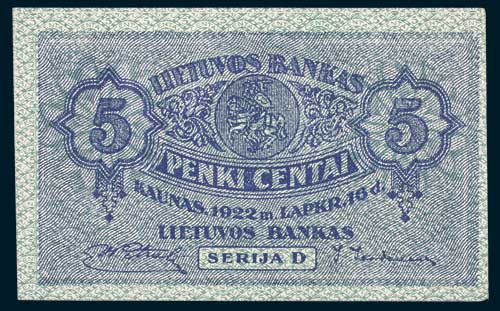 LIETUVOS BANKAS
5 5
PENKI CENTAI
KAUNAS, 1922 m. LAPKR. 16 d.
LIETUVOS BANKAS
SERIJA D